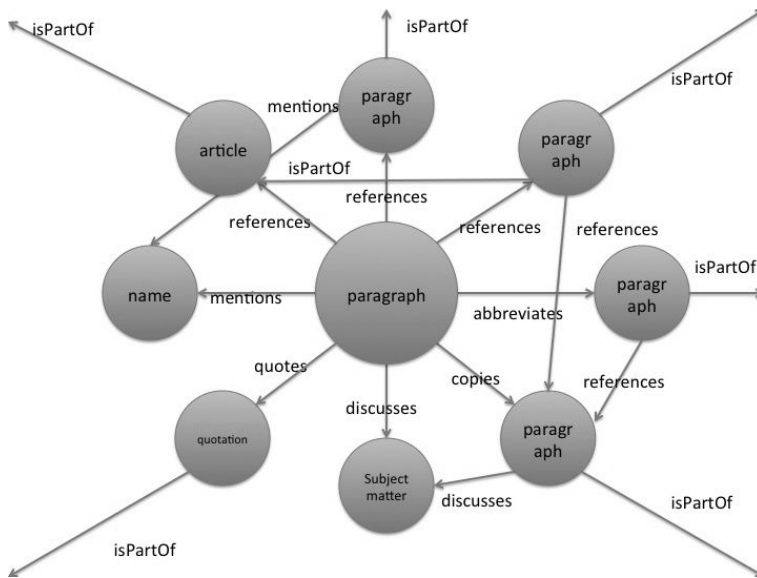 isPartOf
isPartOf
isPartOf
paragr
aph
mentions
article
paragr
aph
isPartOf
references
references
references
references
name
mentions
paragraph
abbreviates
paragr
aph
isPartOf
quotes
copies
references
discusses
quotation
paragr
aph
Subject
matter
discusses
isPartOf
isPartOf